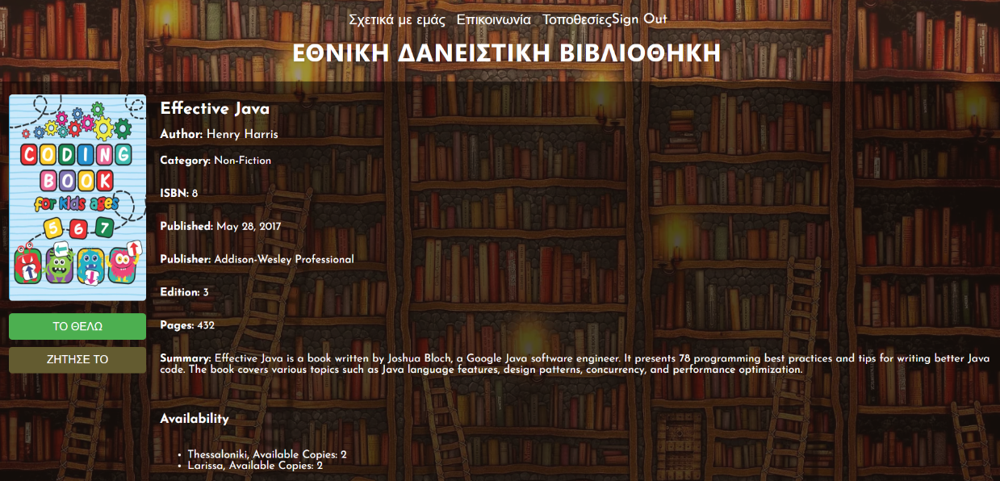 Σχετικά με εμάς Επικοινωνία ΤοποθεσίεςSign Out
ΕΘΝΙΚΗ ΔΑΝΕΙΣΤΙΚΗ ΒΙΒΛΙΟΘΗΚΗ
CODING
BOOK
for kids ages
5 6 7
ΤΟ ΘΕΛΩ
ΖΗΤΗΣΕ ΤΟ
Effective Java
Author: Henry Harris
Category: Non-Fiction
ISBN: 8
Published: May 28, 2017
Publisher: Addison-Wesley Professional
Edition: 3
Pages: 432
Summary: Effective Java is a book written by Joshua Bloch, a Google Java software engineer. It presents 78 programming best practices and tips for writing better Java
code. The book covers various topics such as Java language features, design patterns, concurrency, and performance optimization.
Availability
• Thessaloniki, Available Copies: 2
• Larissa, Available Copies: 2